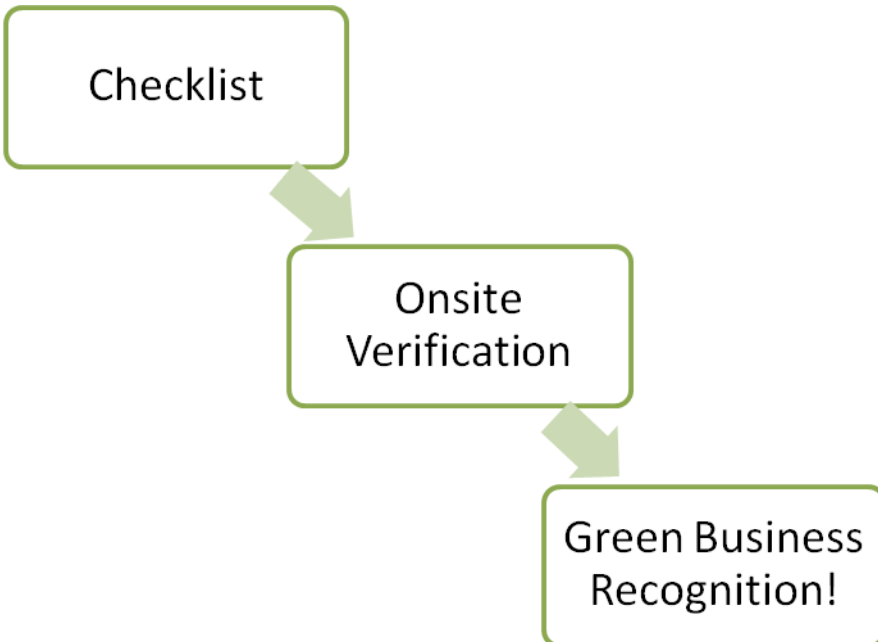 Checklist
Onsite
Verification
Green Business
Recognition!